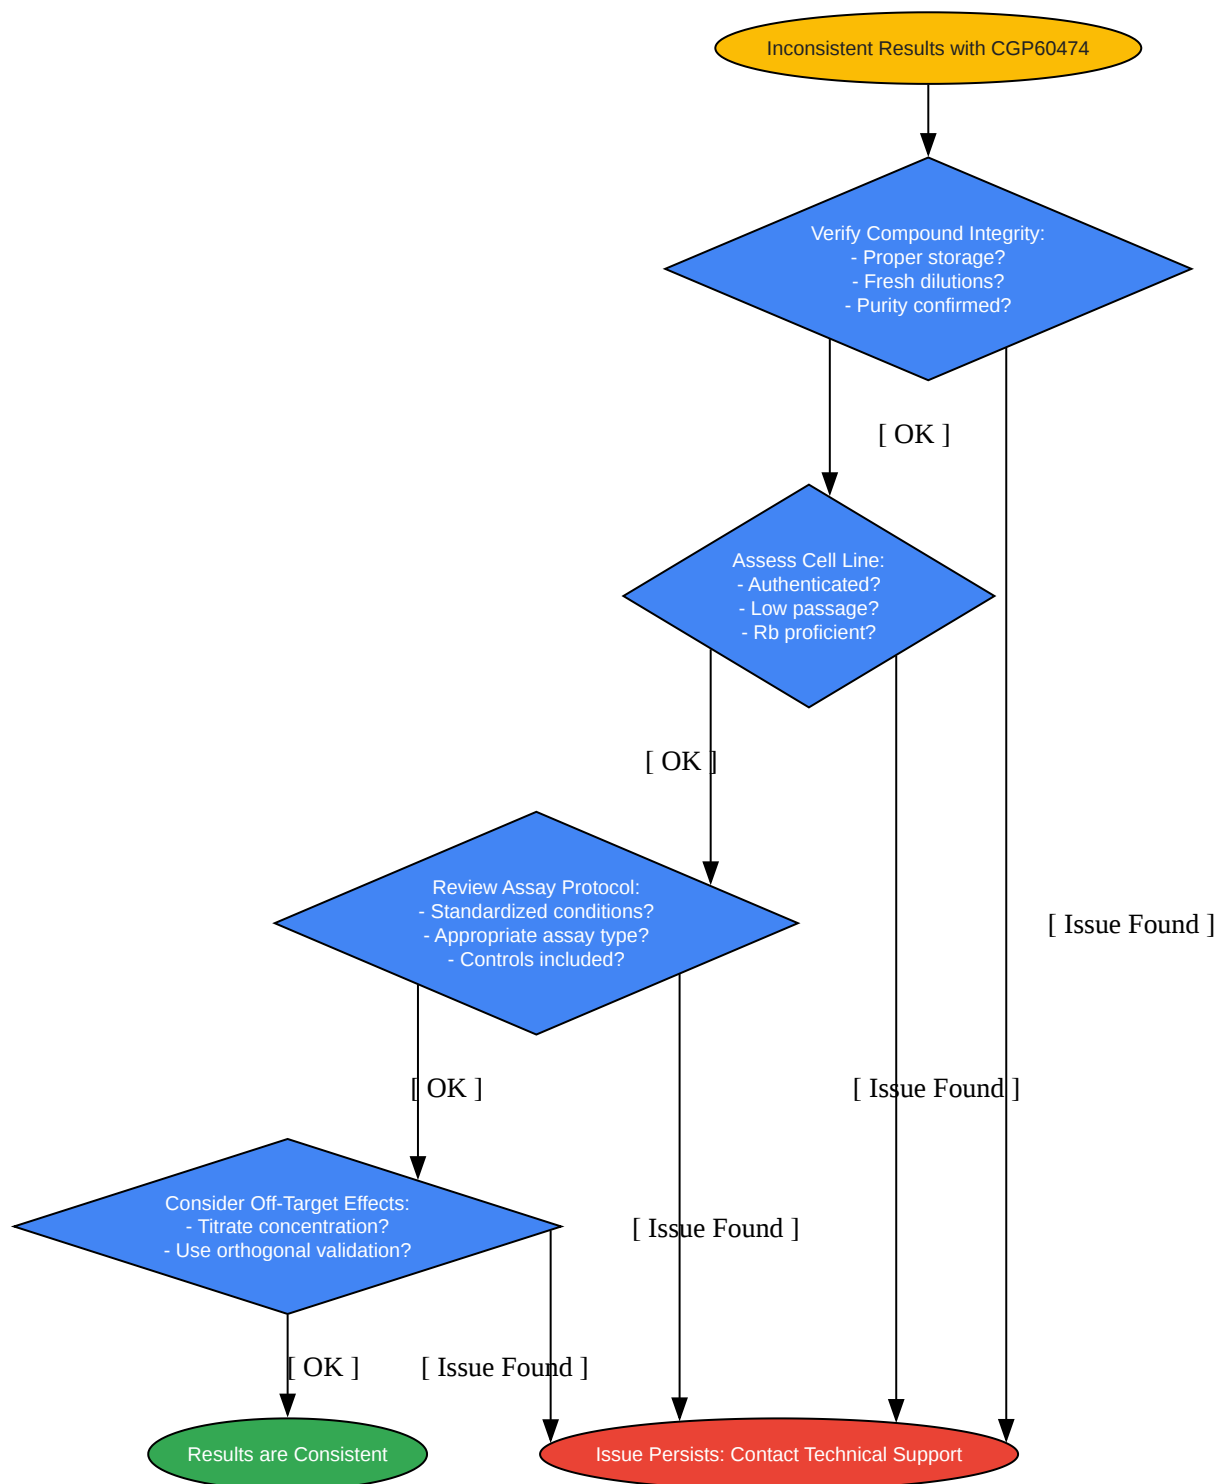 Inconsistent Results with CGP60474
Verify Compound Integrity:
- Proper storage?
- Fresh dilutions?
- Purity confirmed?
[ OK ]
Assess Cell Line:
- Authenticated?
- Low passage?
- Rb proficient?
[ OK ]
Review Assay Protocol:
- Standardized conditions?
- Appropriate assay type?
- Controls included?
[ Issue Found ]
[ OK ]
[ Issue Found ]
Consider Off-Target Effects:
- Titrate concentration?
- Use orthogonal validation?
[ Issue Found ]
[ OK ]
[ Issue Found ]
Results are Consistent
Issue Persists: Contact Technical Support